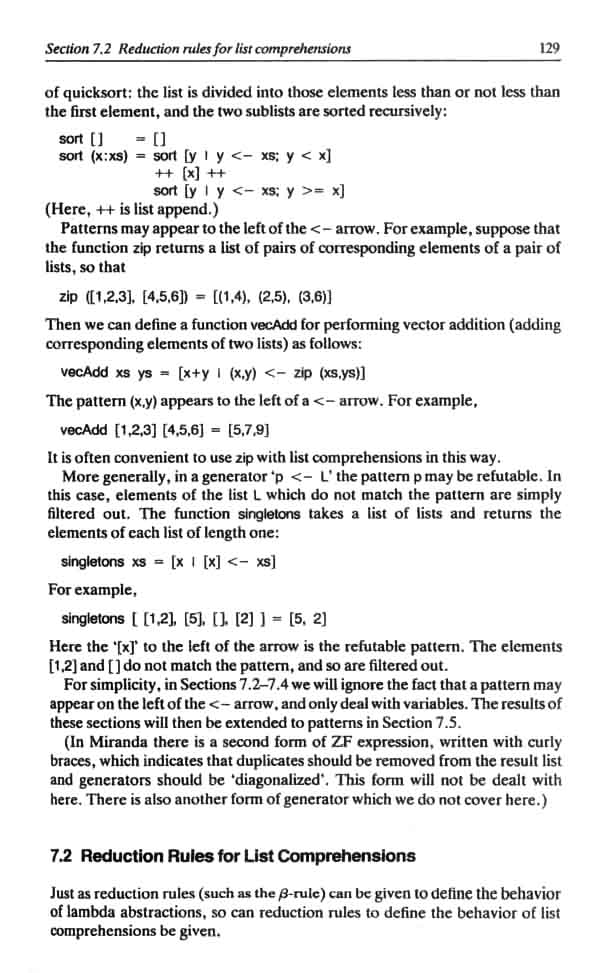 Section 7.2 Reduction rules for list comprehensions 129
of quicksort: the list is divided into those elements less than or not less than
the first element, and the two sublists are sorted recursively:
sort [] = []
sort (x:xs) = sort [y | y <- xs; y < x]
++ [x] ++
sort [y | y <- xs; y >= x]
(Here, ++ is list append.)
Patterns may appear to the left of the <- arrow. For example, suppose that
the function zip returns a list of pairs of corresponding elements of a pair of
lists, so that
zip ([1,2,3], [4,5,6]) = [(1,4), (2,5), (3,6)]
Then we can define a function vecAdd for performing vector addition (adding
corresponding elements of two lists) as follows:
vecAdd xs ys = [x+y | (x,y) <- zip (xs,ys)]
The pattern (x,y) appears to the left of a <- arrow. For example,
vecAdd [1,2,3] [4,5,6] = [5,7,9]
It is often convenient to use zip with list comprehensions in this way.
More generally, in a generator 'p <- L' the pattern p may be refutable. In
this case, elements of the list L which do not match the pattern are simply
filtered out. The function singletons takes a list of lists and returns the
elements of each list of length one:
singletons xs = [x | [x] <- xs]
For example,
singletons [ [1,2], [5], [], [2] ] = [5, 2]
Here the '[x]' to the left of the arrow is the refutable pattern. The elements
[1,2] and [] do not match the pattern, and so are filtered out.
For simplicity, in Sections 7.2–7.4 we will ignore the fact that a pattern may
appear on the left of the <- arrow, and only deal with variables. The results of
these sections will then be extended to patterns in Section 7.5.
(In Miranda there is a second form of ZF expression, written with curly
braces, which indicates that duplicates should be removed from the result list
and generators should be 'diagonalized'. This form will not be dealt with
here. There is also another form of generator which we do not cover here.)
7.2 Reduction Rules for List Comprehensions
Just as reduction rules (such as the β-rule) can be given to define the behavior
of lambda abstractions, so can reduction rules to define the behavior of list
comprehensions be given.